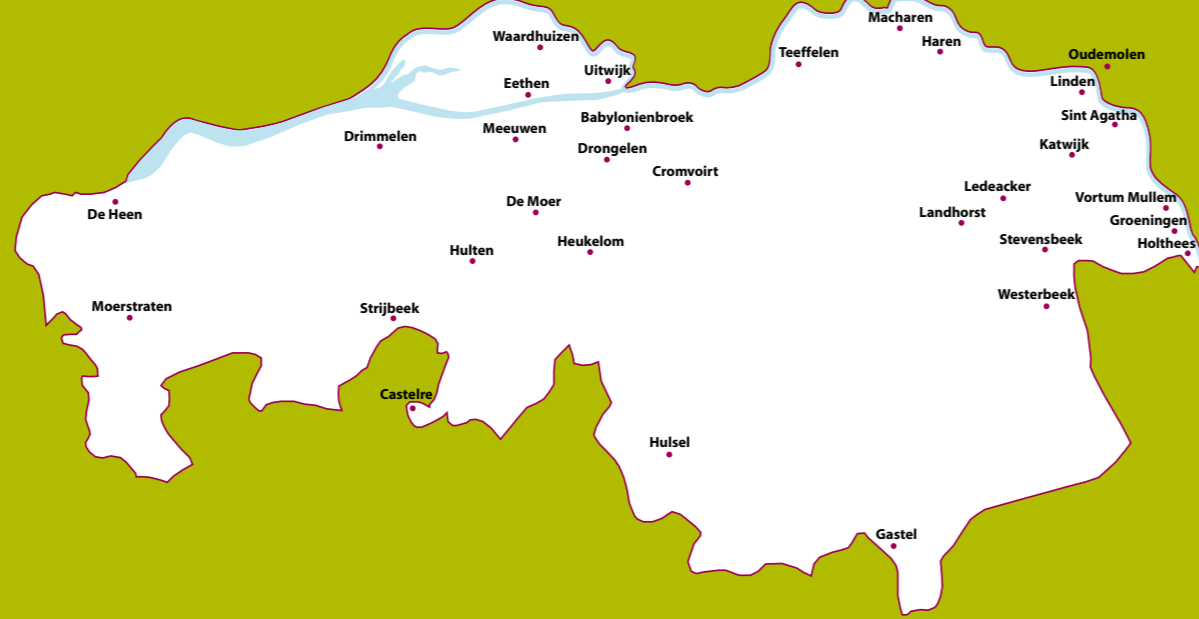 Macharen
Waardhuizen
Haren
Teeffelen
Oudemolen
Uitwijk
Eethen
Linden
Sint Agatha
Babylonienbroek
Meeuwen
Drimmelen
Katwijk
Drongelen
Cromvoirt
Ledeacker
Vortum Mullem
De Moer
Landhorst
De Heen
Groeningen
Stevensbeek
Heukelom
Holthees
Hulten
Westerbeek
Moerstraten
Strijbeek
Castelre
Hulsel
Gastel